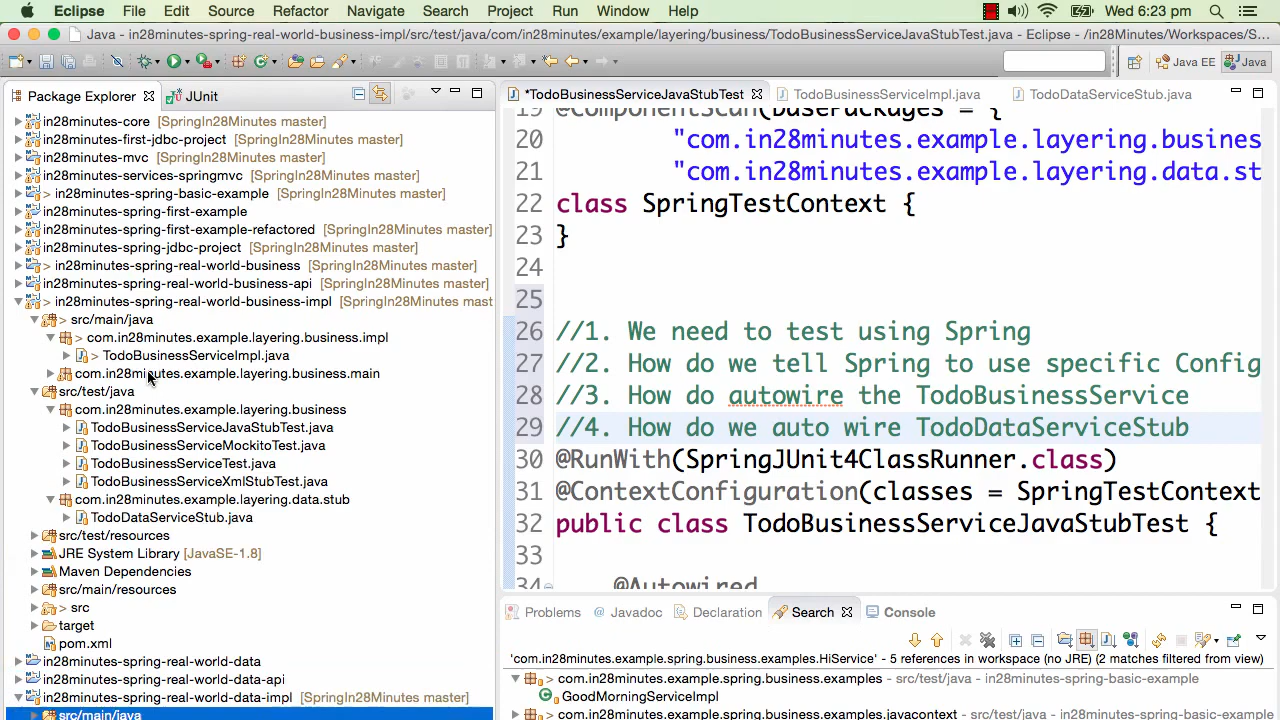 Eclipse File Edit Source Refactor Navigate Search Project Run Window Help Wed 6:23 pm
Java - in28minutes-spring-real-world-business-impl/src/test/java/com/in28minutes/example/layering/business/TodoBusinessServiceJavaStubTest.java - Eclipse - /in28Minutes/Workspaces/S...
Java EE Java
Package Explorer JUnit
*TodoBusinessServiceJavaStubTest TodoBusinessServiceImpl.java TodoDataServiceStub.java
in28minutes-core [SpringIn28Minutes master]
in28minutes-first-jdbc-project [SpringIn28Minutes master]
in28minutes-mvc [SpringIn28Minutes master]
in28minutes-services-springmvc [SpringIn28Minutes master]
> in28minutes-spring-basic-example [SpringIn28Minutes master]
in28minutes-spring-first-example
in28minutes-spring-first-example-refactored [SpringIn28Minutes master]
in28minutes-spring-jdbc-project [SpringIn28Minutes master]
> in28minutes-spring-real-world-business [SpringIn28Minutes master]
in28minutes-spring-real-world-business-api [SpringIn28Minutes master]
> in28minutes-spring-real-world-business-impl [SpringIn28Minutes mast
> src/main/java
> com.in28minutes.example.layering.business.impl
> TodoBusinessServiceImpl.java
com.in28minutes.example.layering.business.main
src/test/java
com.in28minutes.example.layering.business
TodoBusinessServiceJavaStubTest.java
TodoBusinessServiceMockitoTest.java
TodoBusinessServiceTest.java
TodoBusinessServiceXmlStubTest.java
com.in28minutes.example.layering.data.stub
TodoDataServiceStub.java
src/test/resources
JRE System Library [JavaSE-1.8]
Maven Dependencies
src/main/resources
> src
target
pom.xml
in28minutes-spring-real-world-data
in28minutes-spring-real-world-data-api
in28minutes-spring-real-world-data-impl [SpringIn28Minutes master]
src/main/java
19 @ComponentScan(basePackages = {
20 "com.in28minutes.example.layering.busines
21 "com.in28minutes.example.layering.data.st
22 class SpringTestContext {
23 }
24
25
26 //1. We need to test using Spring
27 //2. How do we tell Spring to use specific Config
28 //3. How do autowire the TodoBusinessService
29 //4. How do we auto wire TodoDataServiceStub
30 @RunWith(SpringJUnit4ClassRunner.class)
31 @ContextConfiguration(classes = SpringTestContext
32 public class TodoBusinessServiceJavaStubTest {
33
34 @Autowired
Problems @ Javadoc Declaration Search Console
'com.in28minutes.example.spring.business.examples.HiService' - 5 references in workspace (no JRE) (2 matches filtered from view)
> com.in28minutes.example.spring.business.examples - src/test/java - in28minutes-spring-basic-example
GoodMorningServiceImpl
> com.in28minutes.example.spring.business.examples.javacontext - src/test/java - in28minutes-spring-basic-example